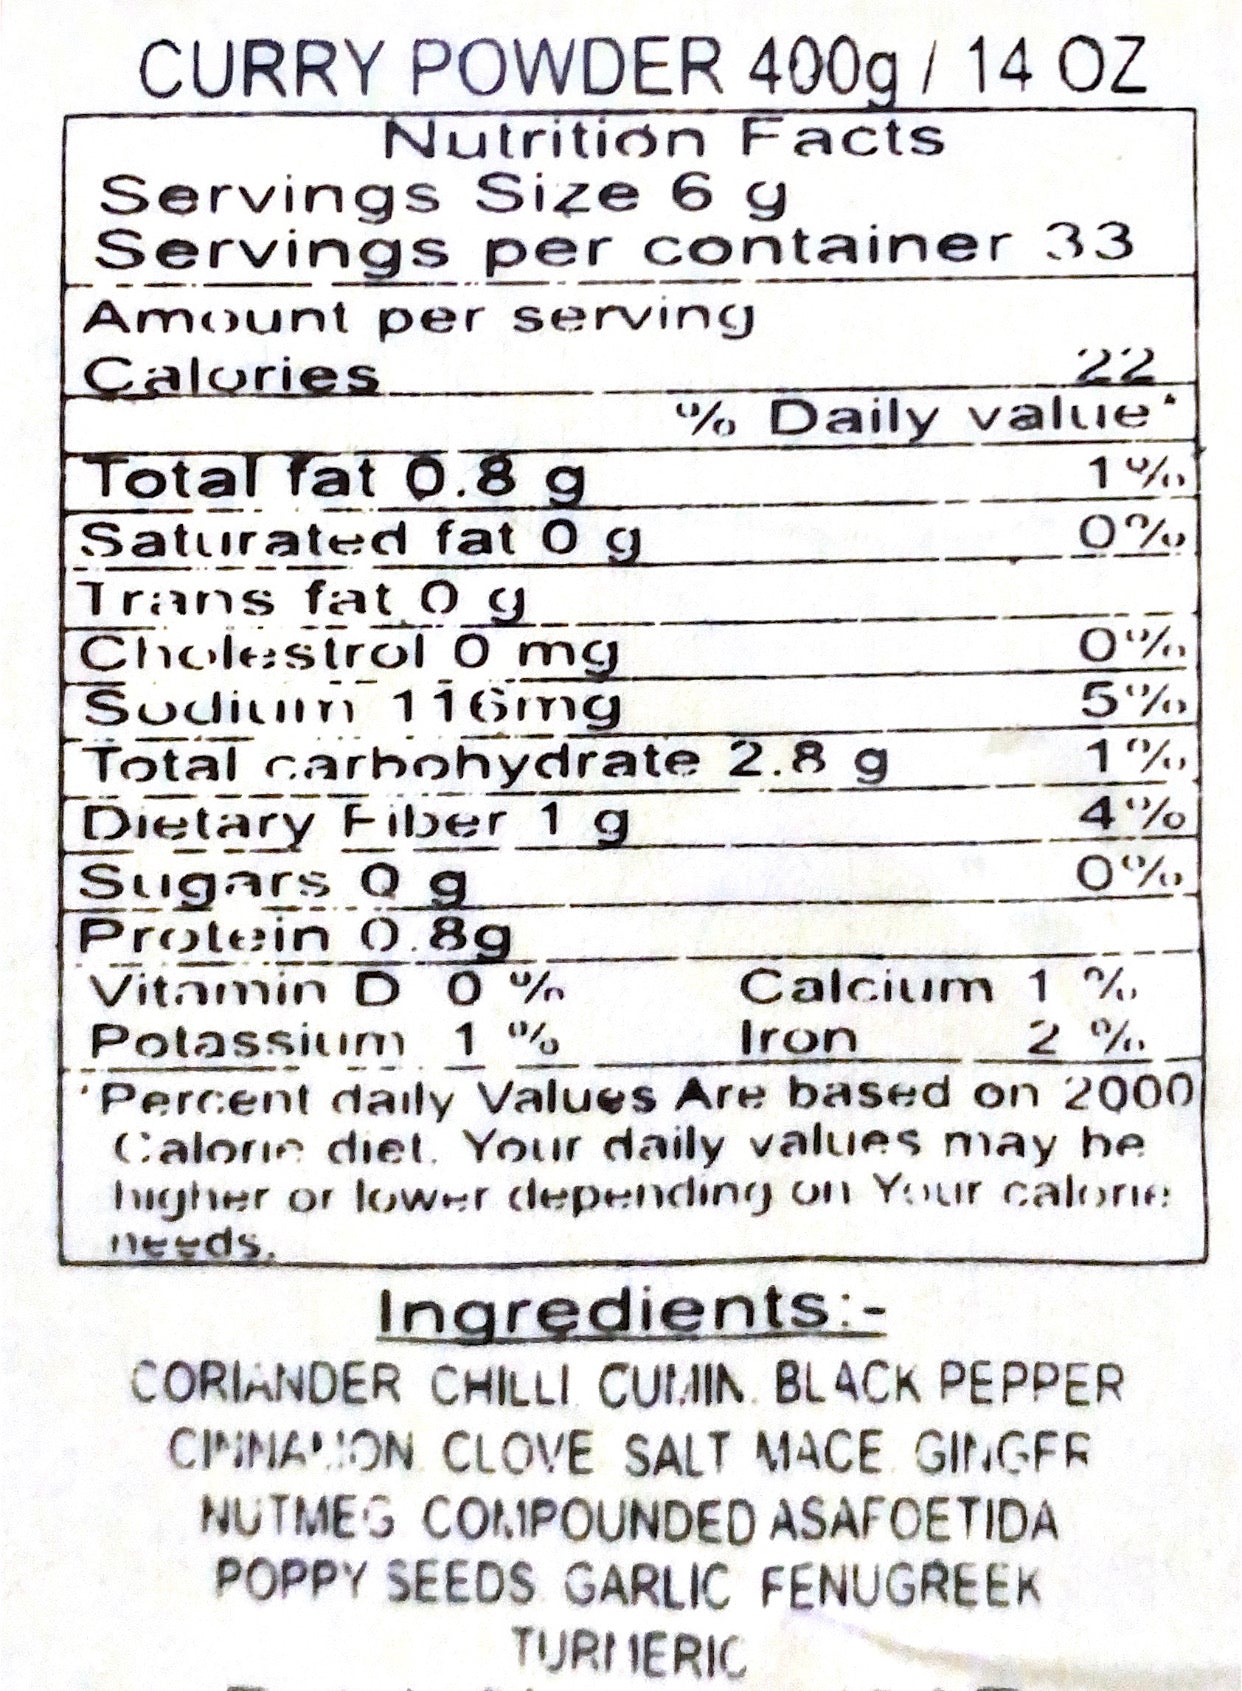 CURRY POWDER 400g / 14 OZ
Nutrition Facts
Servings Size 6 g
Servings per container 33
Amount per serving
Calories 22
% Daily value*
Total fat 0.8 g 1%
Saturated fat 0 g 0%
Trans fat 0 g
Cholestrol 0 mg 0%
Sodium 116mg 5%
Total carbohydrate 2.8 g 1%
Dietary Fiber 1 g 4%
Sugars 0 g 0%
Protein 0.8g
Vitamin D 0 % Calcium 1 %
Potassium 1 % Iron 2 %
*Percent daily Values Are based on 2000
Calorie diet. Your daily values may be
higher or lower depending on Your calorie
needs.
Ingredients:-
CORIANDER CHILLI CUMIN BLACK PEPPER
CINNAMON CLOVE SALT MACE GINGER
NUTMEG COMPOUNDED ASAFOETIDA
POPPY SEEDS GARLIC FENUGREEK
TURMERIC